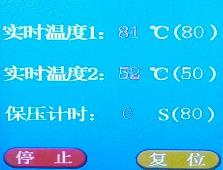 实时温度1: 81 ℃(80)
实时温度2: 52 ℃(50)
保压计时: 0 S(80)
停 止 复 位